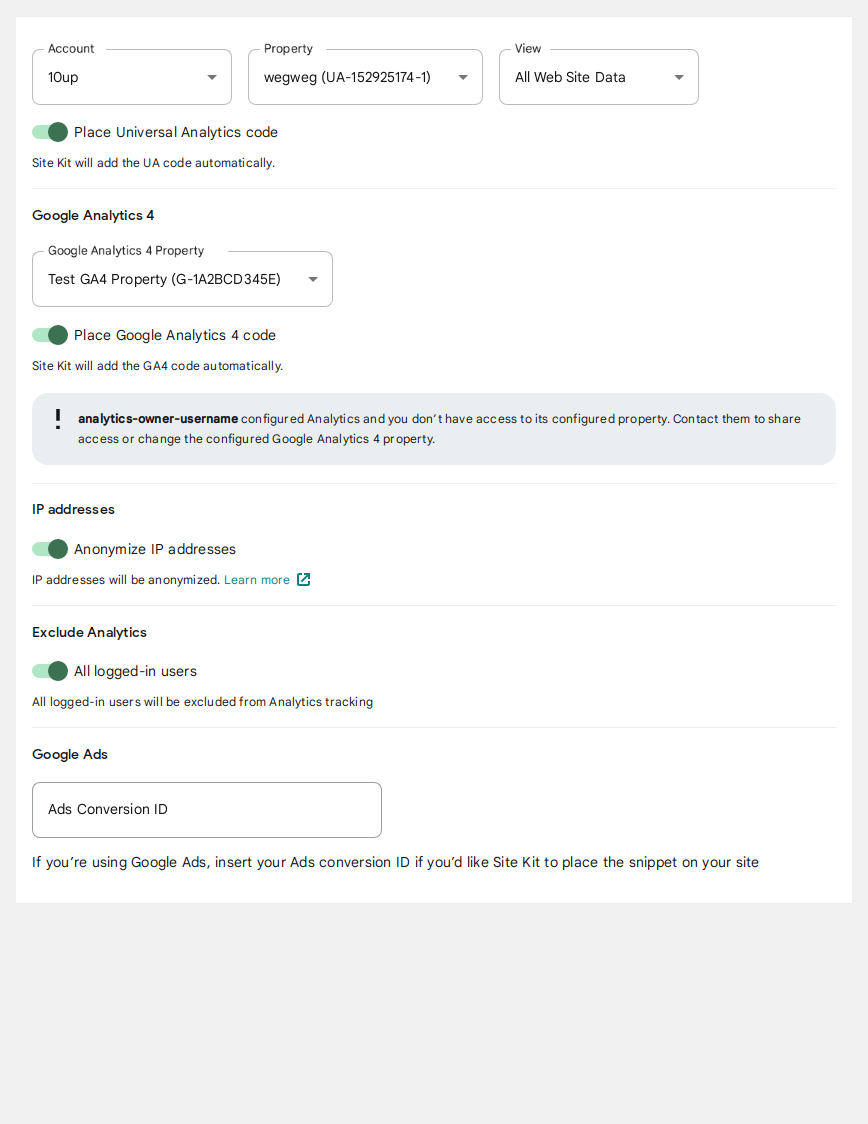 Account
Property
View
10up
wegweg (UA-152925174-1)
All Web Site Data
Place Universal Analytics code
Site Kit will add the UA code automatically.
Google Analytics 4
Google Analytics 4 Property
Test GA4 Property (G-1A2BCD345E)
Place Google Analytics 4 code
Site Kit will add the GA4 code automatically.
analytics-owner-username configured Analytics and you don’t have access to its configured property. Contact them to share
access or change the configured Google Analytics 4 property.
IP addresses
Anonymize IP addresses
IP addresses will be anonymized. Learn more
Exclude Analytics
All logged-in users
All logged-in users will be excluded from Analytics tracking
Google Ads
Ads Conversion ID
If you’re using Google Ads, insert your Ads conversion ID if you’d like Site Kit to place the snippet on your site